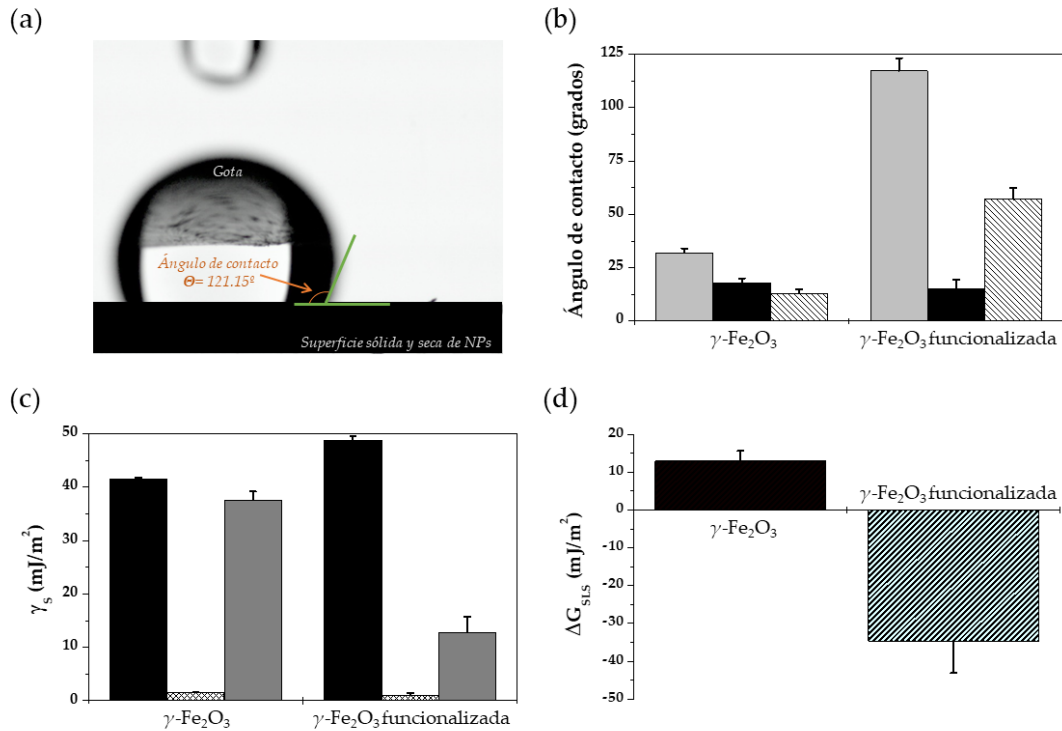 (a)
Gota
Ángulo de contacto
Θ= 121.15º
Superficie sólida y seca de NPs
(b)
Ángulo de contacto (grados)
125
100
75
50
25
0
γ-Fe₂O₃
γ-Fe₂O₃ funcionalizada
(c)
γₛ (mJ/m²)
50
40
30
20
10
0
γ-Fe₂O₃
γ-Fe₂O₃ funcionalizada
(d)
ΔG_SLS (mJ/m²)
20
10
0
-10
-20
-30
-40
-50
γ-Fe₂O₃ funcionalizada
γ-Fe₂O₃